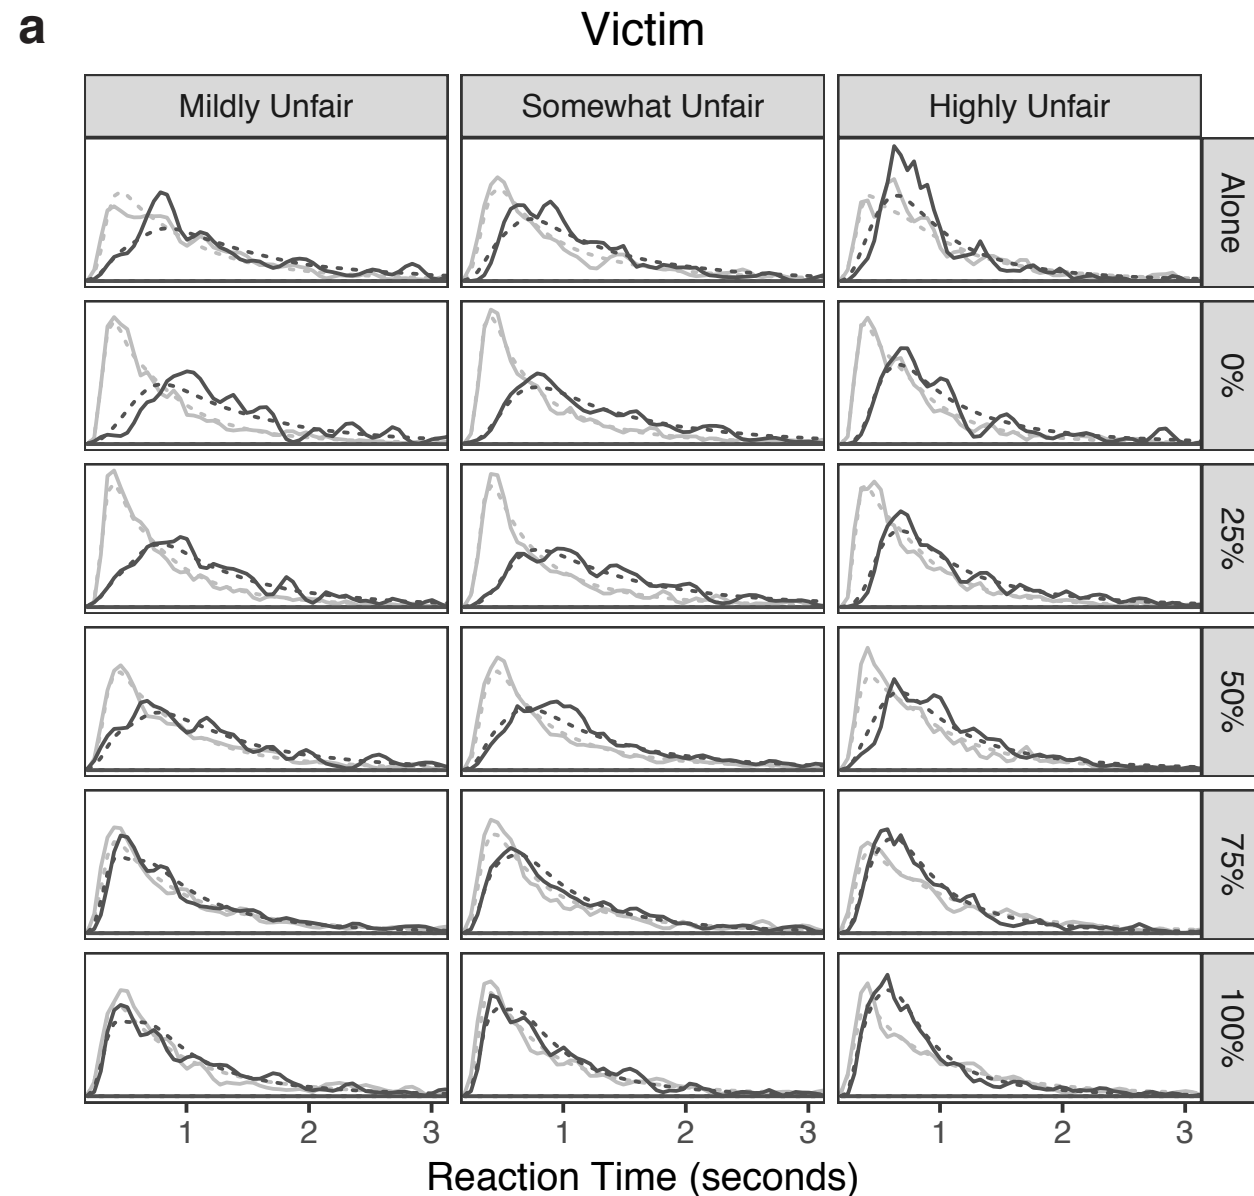 a
Victim
Mildly Unfair
Somewhat Unfair
Highly Unfair
Alone
0%
25%
50%
75%
100%
1 2 3 1 2 3 1 2 3
Reaction Time (seconds)